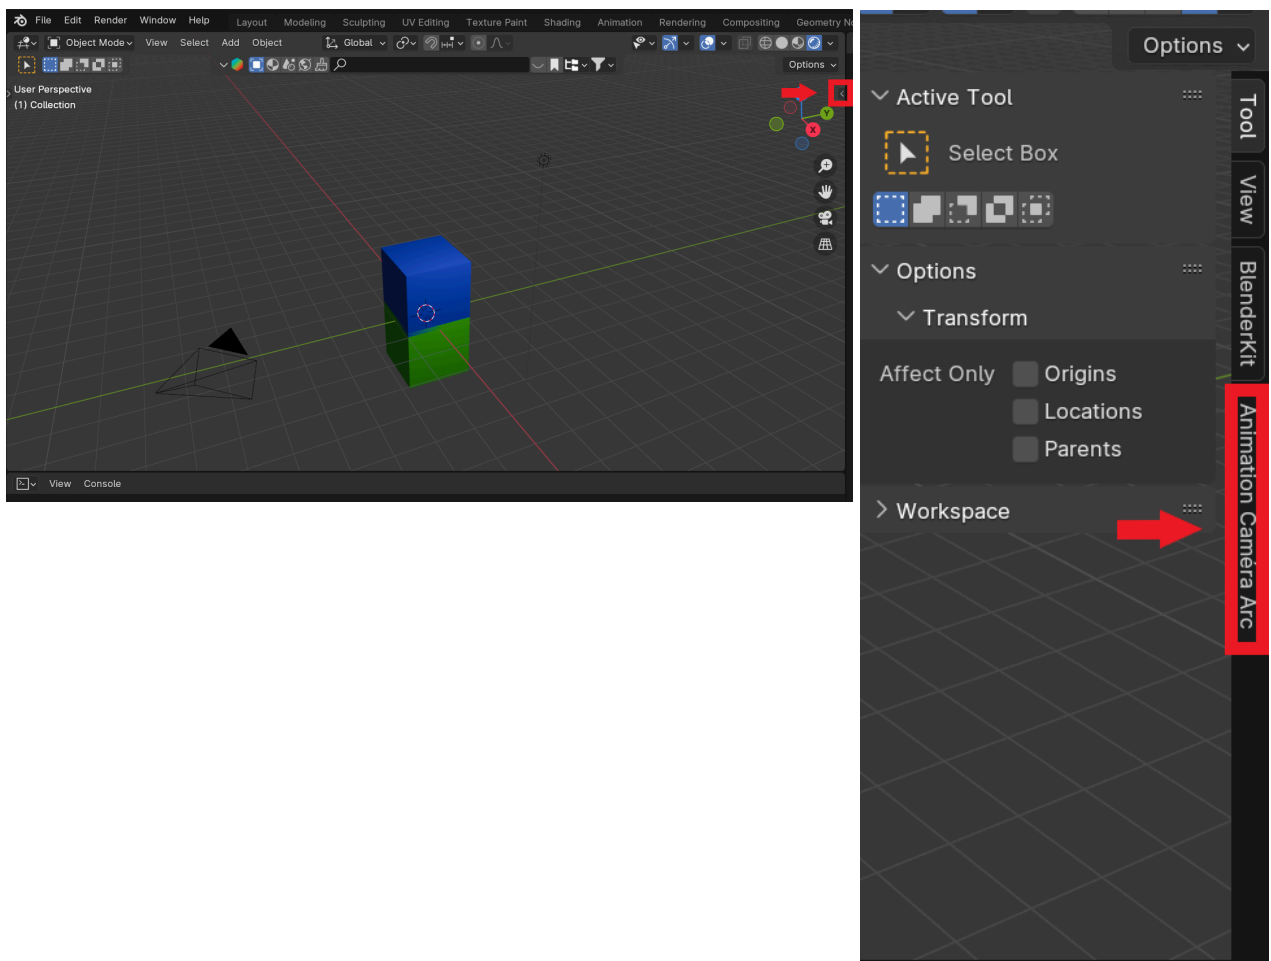 File Edit Render Window Help Layout Modeling Sculpting UV Editing Texture Paint Shading Animation Rendering Compositing Geometry No
Object Mode View Select Add Object Global
Options
User Perspective
(1) Collection
Y
X
View Console
Options
Active Tool
Select Box
Options
Transform
Affect Only Origins
Locations
Parents
Workspace
Tool
View
BlenderKit
Animation Caméra Arc